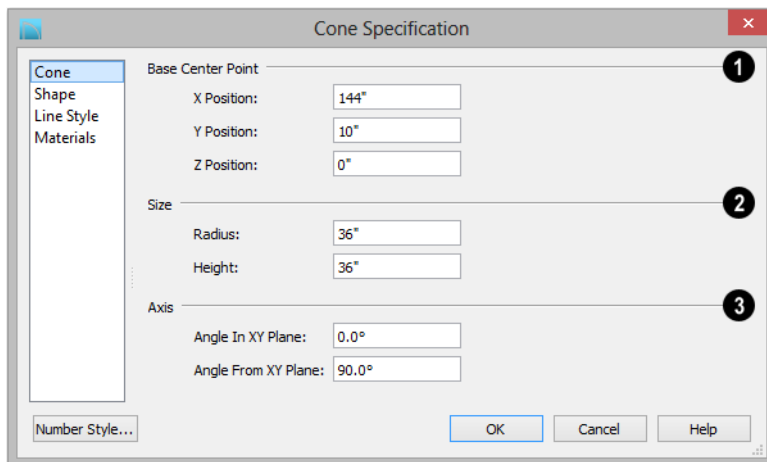 Cone Specification
Cone
Shape
Line Style
Materials
Base Center Point
1
X Position: 144"
Y Position: 10"
Z Position: 0"
Size
2
Radius: 36"
Height: 36"
Axis
3
Angle In XY Plane: 0.0°
Angle From XY Plane: 90.0°
Number Style... OK Cancel Help